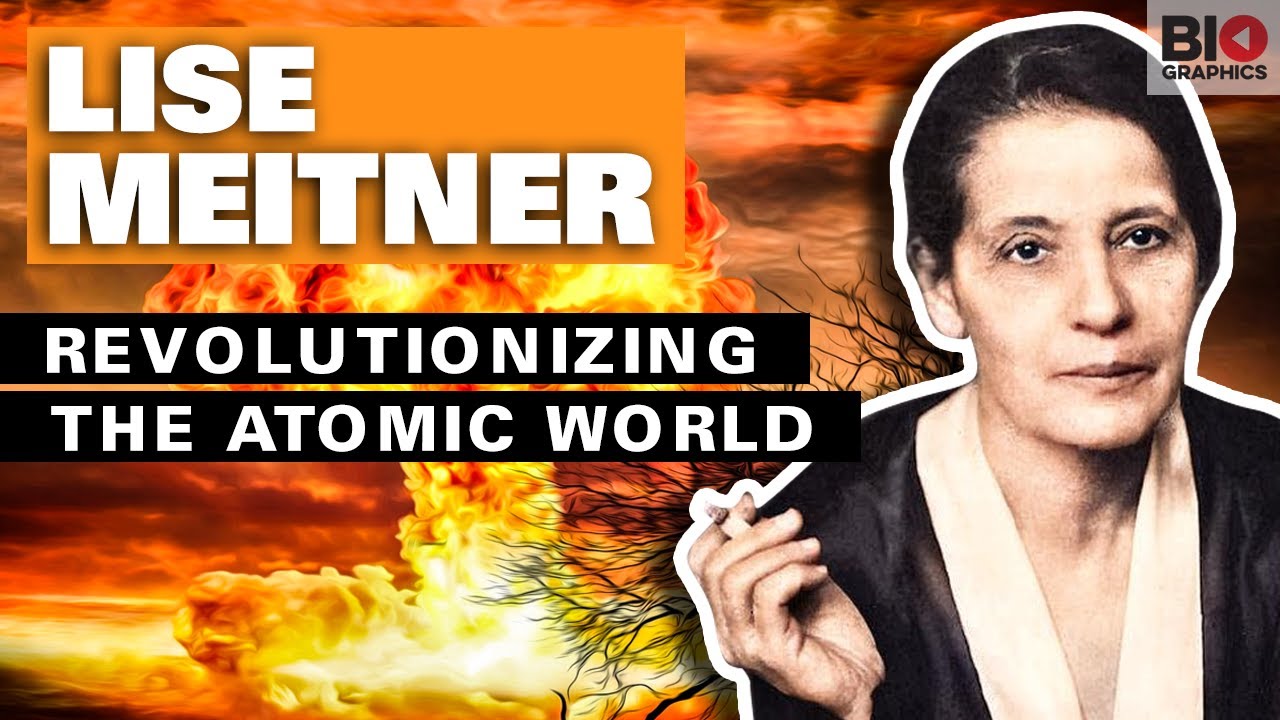 LISE
MEITNER
REVOLUTIONIZING
THE ATOMIC WORLD
BIO
GRAPHICS